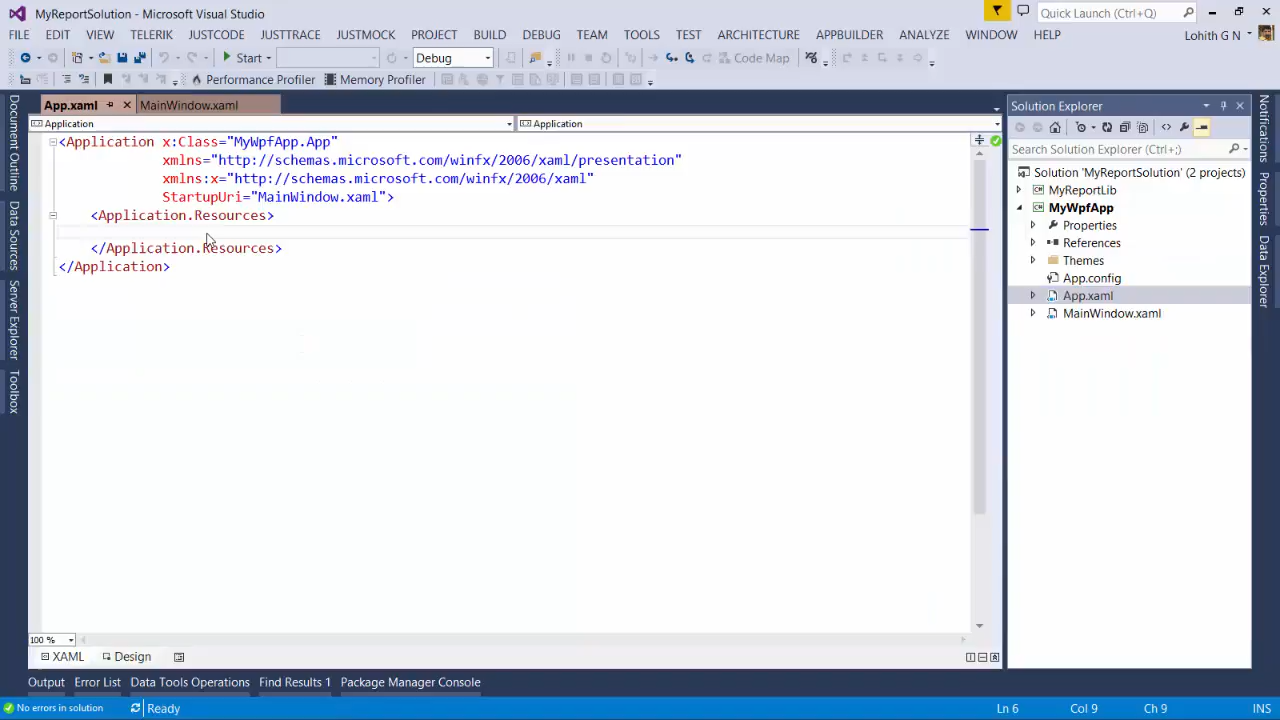 MyReportSolution - Microsoft Visual Studio
Quick Launch (Ctrl+Q)
FILE EDIT VIEW TELERIK JUSTCODE JUSTTRACE JUSTMOCK PROJECT BUILD DEBUG TEAM TOOLS TEST ARCHITECTURE APPBUILDER ANALYZE WINDOW HELP Lohith G N
Start Debug Code Map
Performance Profiler Memory Profiler
App.xaml MainWindow.xaml
Application Application
<Application x:Class="MyWpfApp.App"
xmlns="http://schemas.microsoft.com/winfx/2006/xaml/presentation"
xmlns:x="http://schemas.microsoft.com/winfx/2006/xaml"
StartupUri="MainWindow.xaml">
<Application.Resources>
</Application.Resources>
</Application>
100 %
XAML Design
Document Outline
Data Sources
Server Explorer
Toolbox
Solution Explorer
Search Solution Explorer (Ctrl+;)
Solution 'MyReportSolution' (2 projects)
MyReportLib
MyWpfApp
Properties
References
Themes
App.config
App.xaml
MainWindow.xaml
Notifications
Properties
Data Explorer
Output Error List Data Tools Operations Find Results 1 Package Manager Console
No errors in solution Ready Ln 6 Col 9 Ch 9 INS